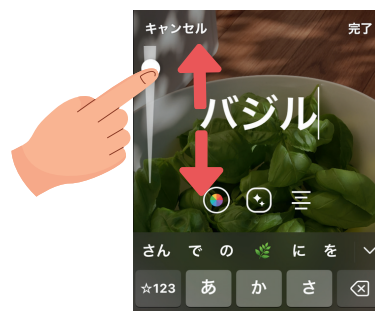 キャンセル 完了
バジル
さん で の 🌿 に を
☆123 あ か さ